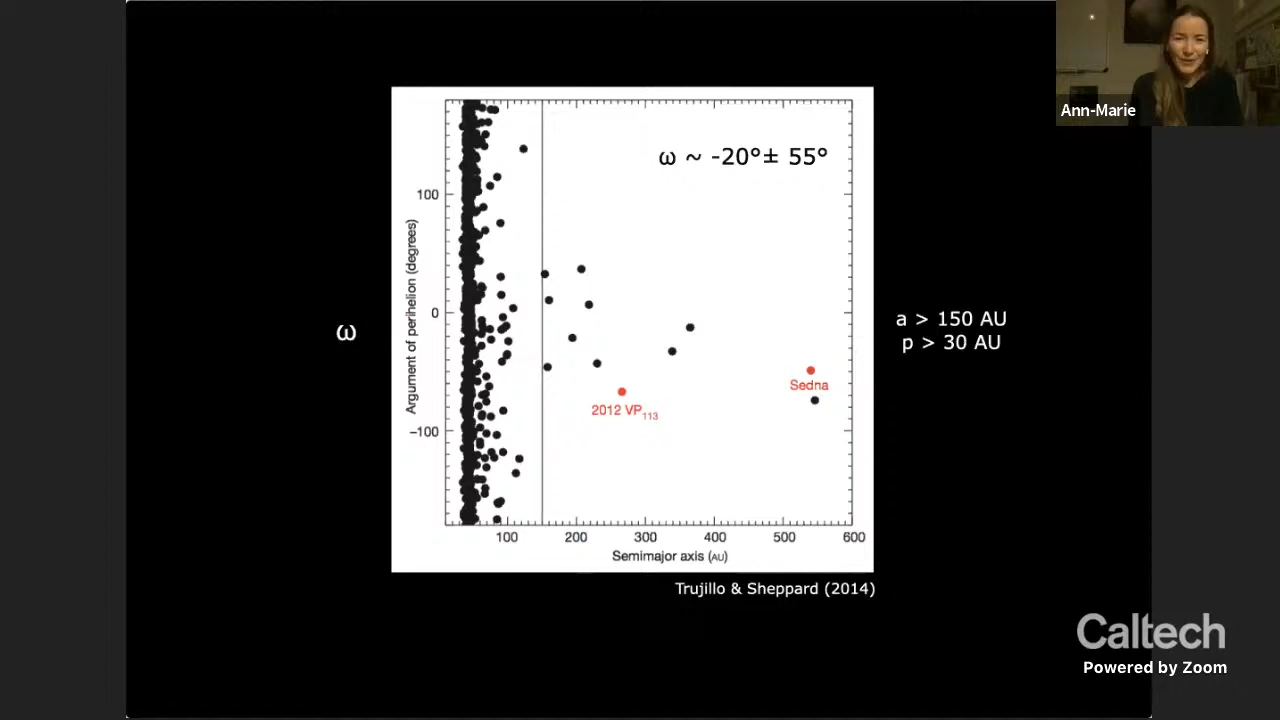 Ann-Marie
ω ~ -20°± 55°
100
0
−100
Argument of perihelion (degrees)
ω
Sedna
2012 VP113
100 200 300 400 500 600
Semimajor axis (AU)
a > 150 AU
p > 30 AU
Trujillo & Sheppard (2014)
Caltech
Powered by Zoom